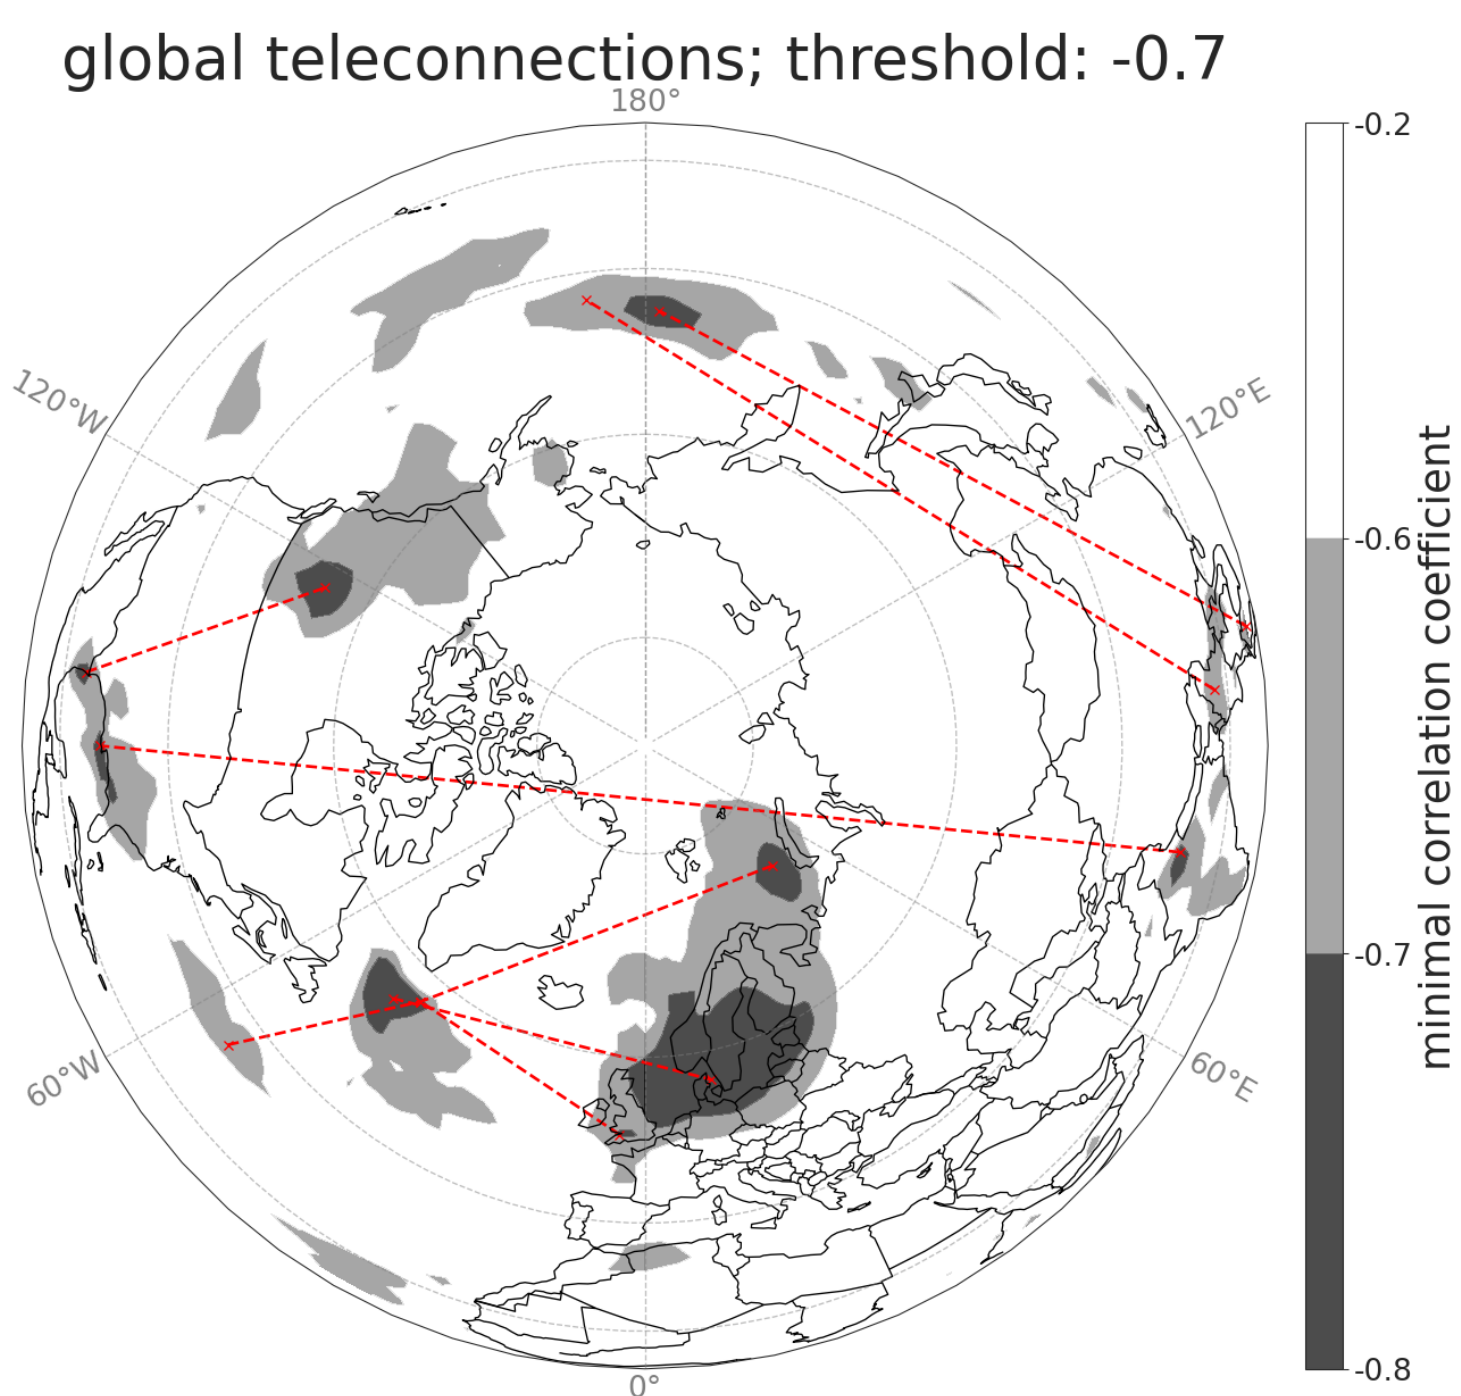 global teleconnections; threshold: -0.7
180°
120°W
120°E
60°W
60°E
0°
-0.2
-0.6
-0.7
-0.8
minimal correlation coefficient